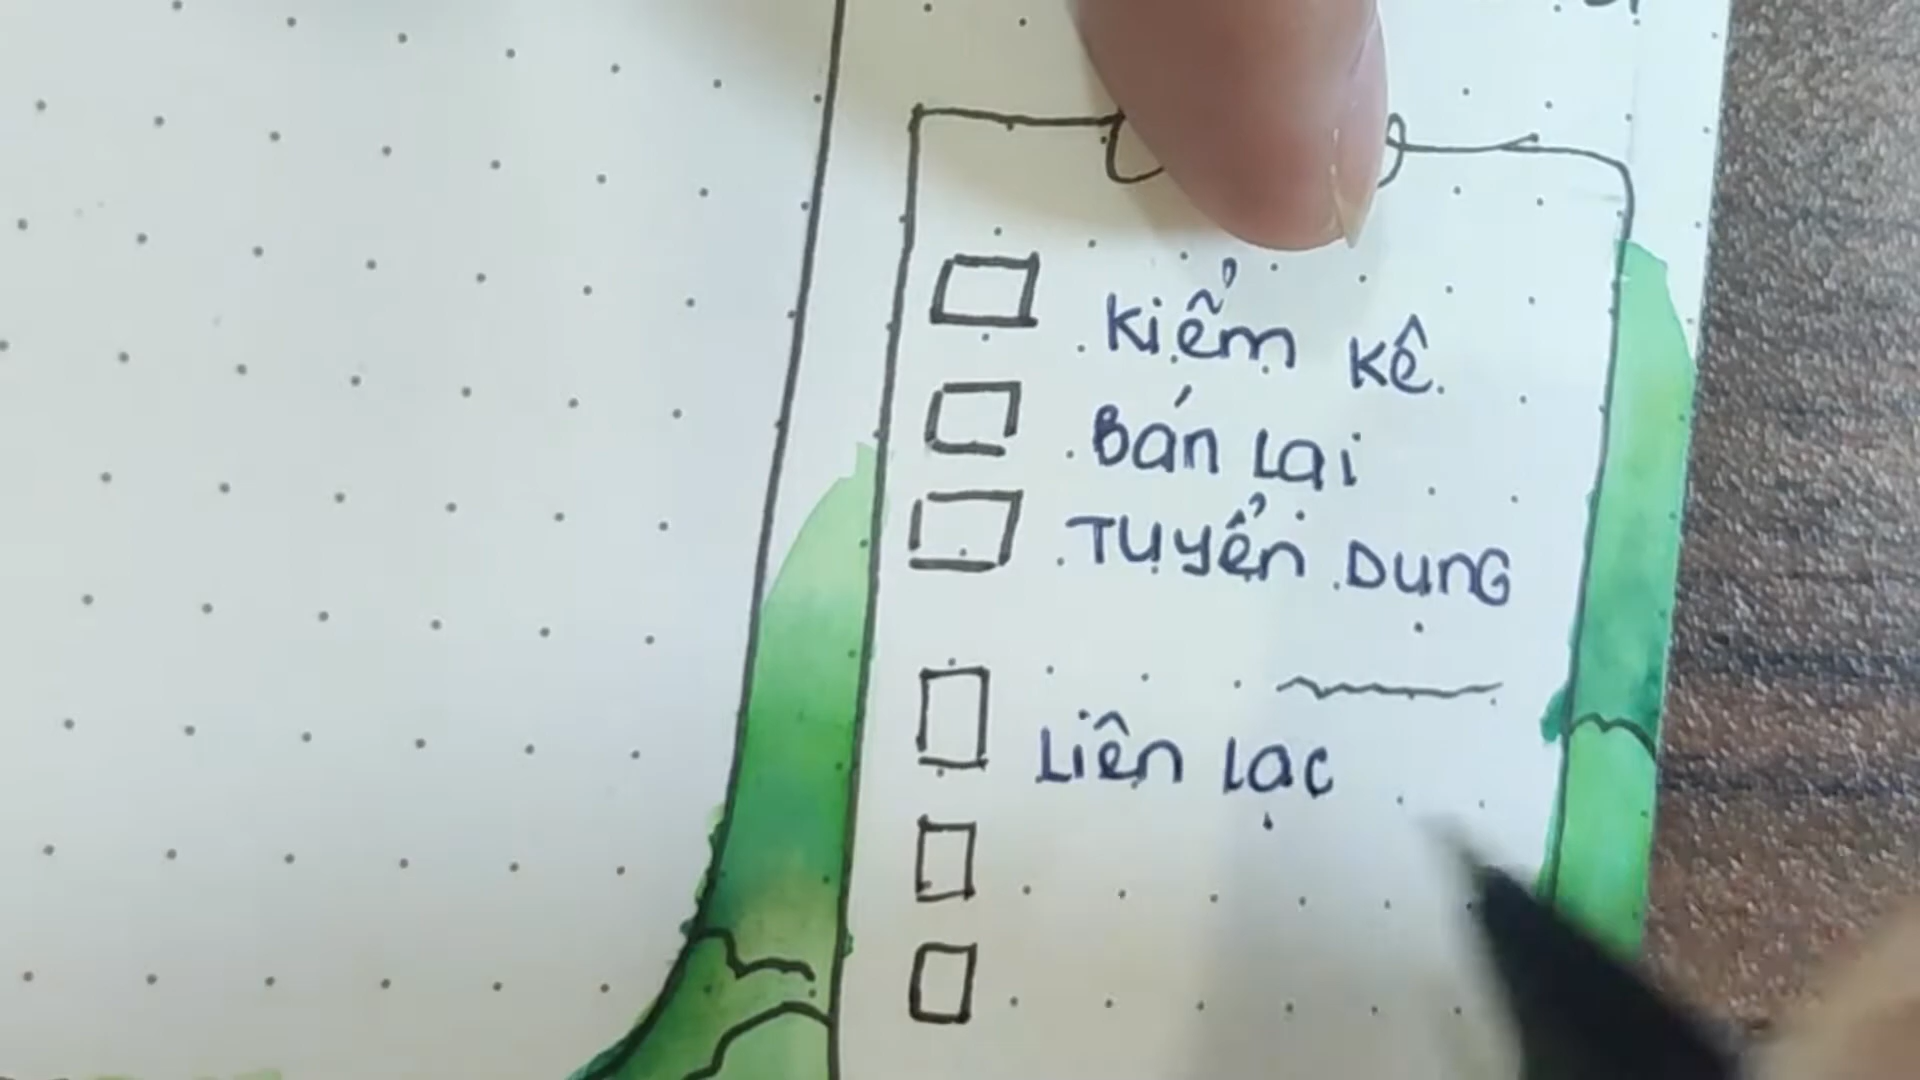 Kiểm kê
Bán Lại
Tuyển Dụng
Liên lạc